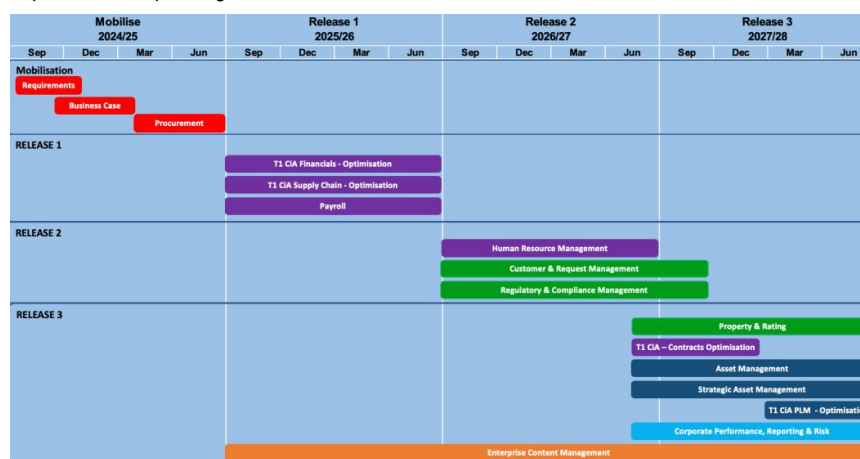 Mobilise Release 1 Release 2 Release 3
2024/25 2025/26 2026/27 2027/28
Sep Dec Mar Jun Sep Dec Mar Jun Sep Dec Mar Jun Sep Dec Mar Jun
Mobilisation
Requirements
Business Case
Procurement
RELEASE 1
T1 CiA Financials - Optimisation
T1 CiA Supply Chain - Optimisation
Payroll
RELEASE 2
Human Resource Management
Customer & Request Management
Regulatory & Compliance Management
RELEASE 3
Property & Rating
T1 CiA – Contracts Optimisation
Asset Management
Strategic Asset Management
T1 CiA PLM - Optimisati
Corporate Performance, Reporting & Risk
Enterprise Content Management